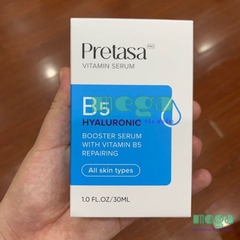 Pretasa
VITAMIN SERUM
B5
HYALURONIC
BOOSTER SERUM
WITH VITAMIN B5
REPAIRING
All skin types
1.0 FL.OZ/30ML
mega